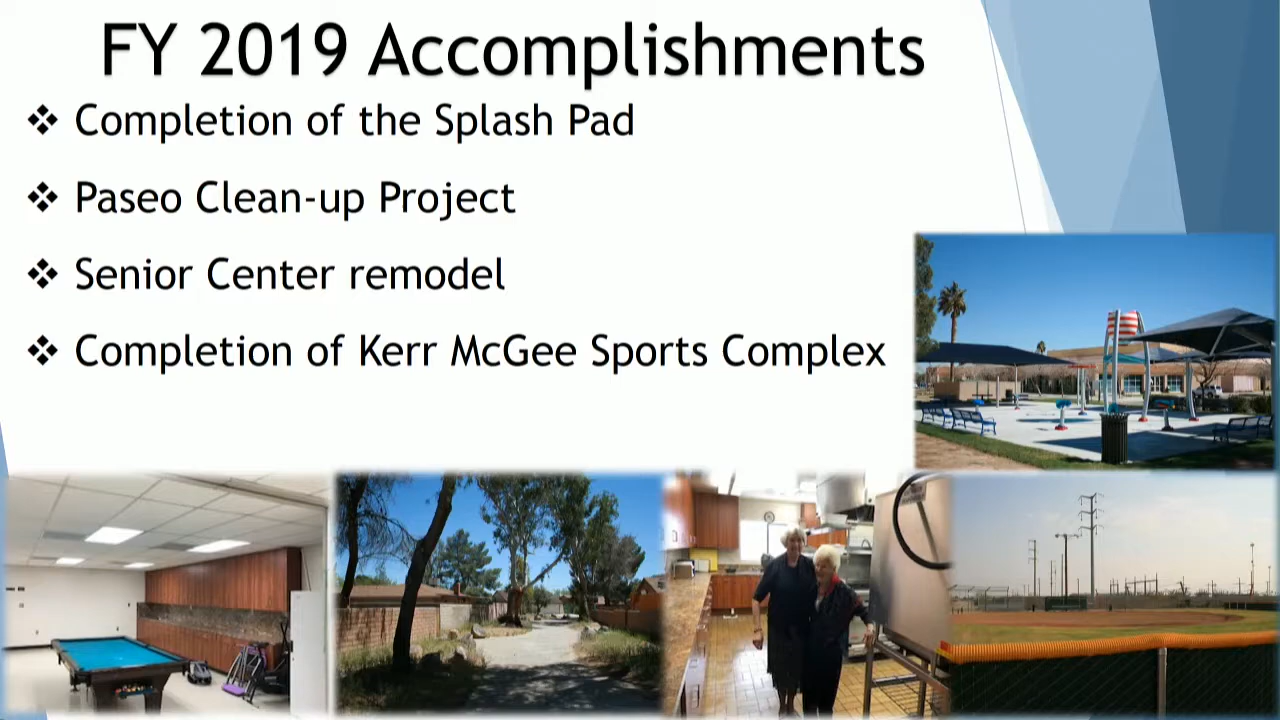 FY 2019 Accomplishments
❖ Completion of the Splash Pad
❖ Paseo Clean-up Project
❖ Senior Center remodel
❖ Completion of Kerr McGee Sports Complex